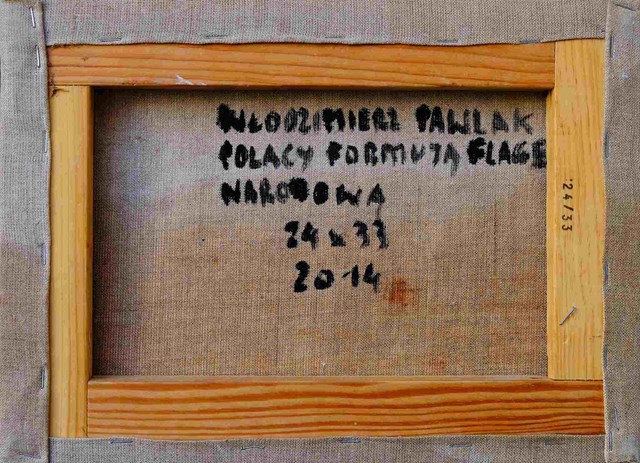 WŁODZIMIERZ PAWLAK
POLACY FORMUJĄ FLAGĘ
NARODOWĄ
24 x 33
2014
24/33